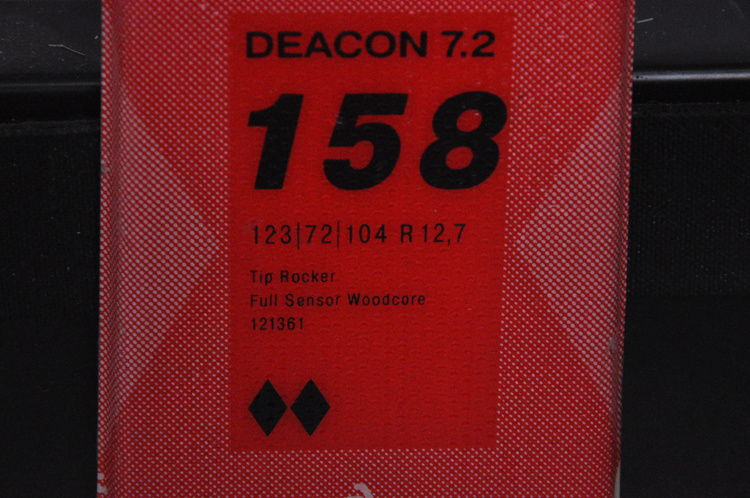 DEACON 7.2
158
123|72|104 R 12,7
Tip Rocker
Full Sensor Woodcore
121361